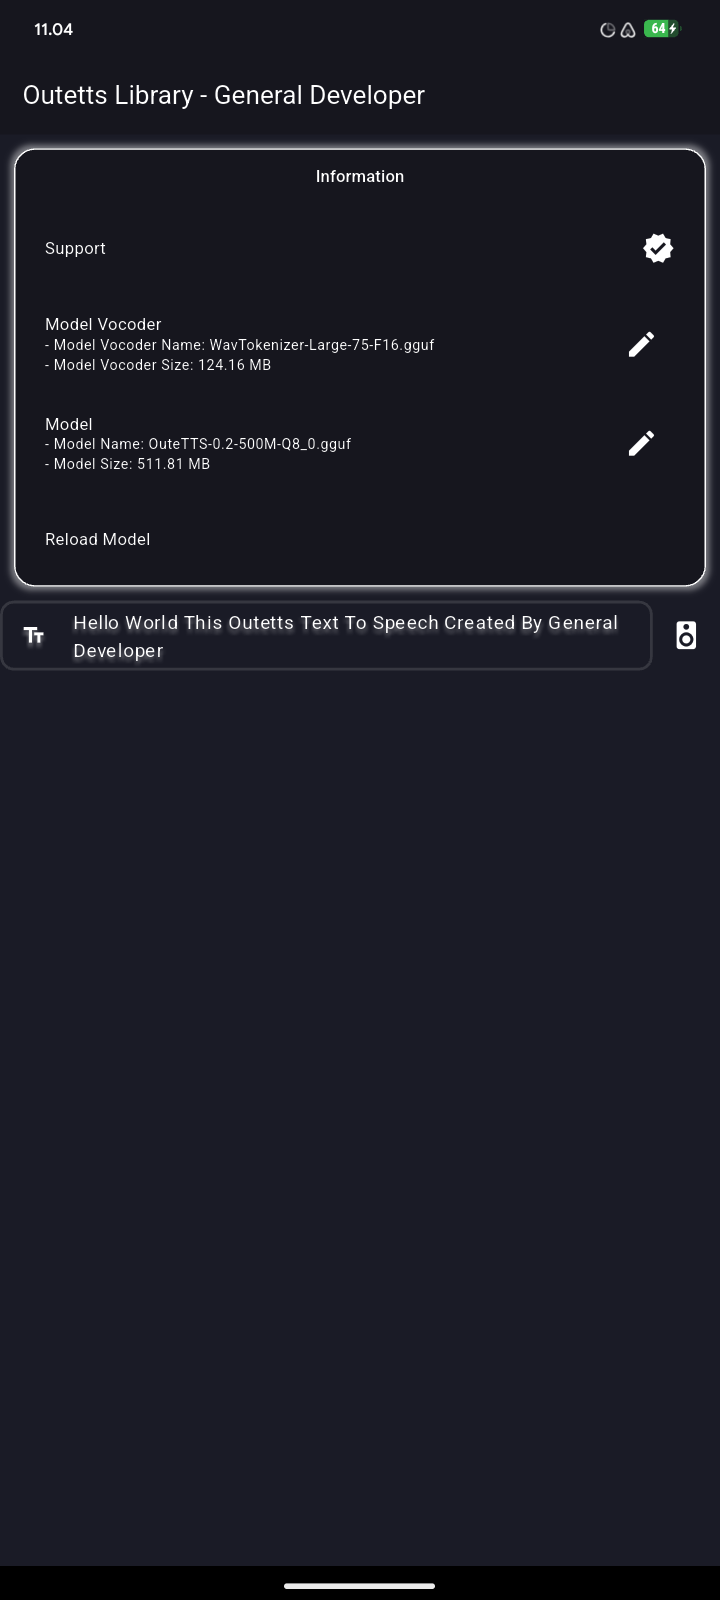 11.04
64
Outetts Library - General Developer
Information
Support
Model Vocoder
- Model Vocoder Name: WavTokenizer-Large-75-F16.gguf
- Model Vocoder Size: 124.16 MB
Model
- Model Name: OuteTTS-0.2-500M-Q8_0.gguf
- Model Size: 511.81 MB
Reload Model
Hello World This Outetts Text To Speech Created By General
Developer